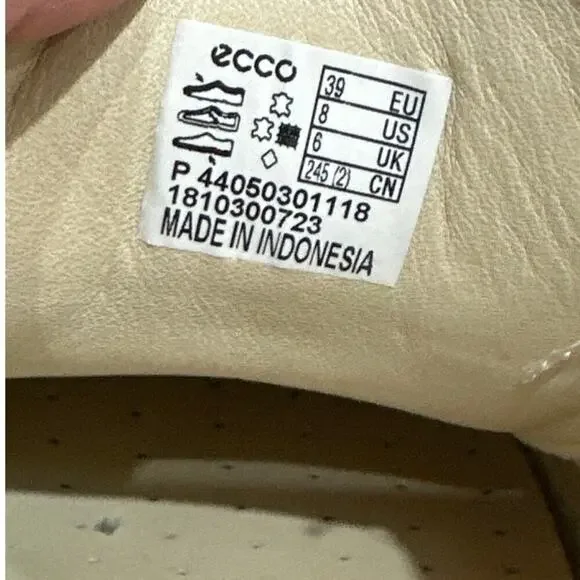 ecco
39 EU
8 US
6 UK
245 (2) CN
P 44050301118
1810300723
MADE IN INDONESIA